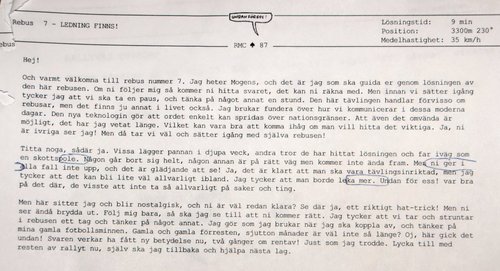 Rebus   7 - LEDNING FINNS!
UNDAN FÖR ESS!
Lösningstid:   9 min
Position:   3300m 230°
Medelhastighet:   35 km/h
RMC ♠ 87
Hej!
Och varmt välkomna till rebus nummer 7. Jag heter Mogens, och det är jag som ska guida er genom lösningen av
den här rebusen. Om ni följer mig så kommer ni hitta svaret, det kan ni räkna med. Men innan vi sätter igång
tycker jag att vi ska ta en paus, och tänka på något annat en stund. Den här tävlingen handlar förvisso om
rebusar, men det finns ju annat i livet också. Jag brukar fundera över hur vi kommunicerar i dessa moderna
dagar. Den nya teknologin gör att ordet enkelt kan spridas över nationsgränser. Att även det omvända är
möjligt, det har jag vetat länge. Vilket kan vara bra att komma ihåg om man vill hitta det viktiga. Ja, ni
är ivriga ser jag! Men då tar vi väl och sätter igång med själva rebusen!
Titta noga, sådär ja. Vissa lägger pannan i djupa veck, andra tror de har hittat lösningen och far iväg som
en skottspole. Någon går bort sig helt, någon annan är på rätt väg men kommer inte ända fram. Men ni ger i
alla fall inte upp, och det är glädjande att se! Ja, det är klart att man ska vara tävlingsinriktad, men jag
tycker att det kan bli lite väl allvarligt ibland. Jag tycker att man borde leka mer. Undan för ess! var bra
på det där, de visste att inte ta så allvarligt på saker och ting.
Men här sitter jag och blir nostalgisk, och ni är väl redan klara? Se där ja, ett riktigt hat-trick! Men ni
ser ändå brydda ut. Följ mig bara, så ska jag se till att ni kommer rätt. Jag tycker att vi tar och struntar
i rebusen ett tag och tänker på något annat. Jag gör som jag brukar när jag ska koppla av, och tänker på
mina gamla fotbollsminnen. Gamla och gamla förresten, sjutton månader är väl inte så länge? Oj, här gick det
undan! Svaren verkar ha fått ny betydelse nu, två gånger om rentav! Just som jag trodde. Lycka till med
resten av rallyt nu, själv ska jag tillbaka och hjälpa nästa lag.